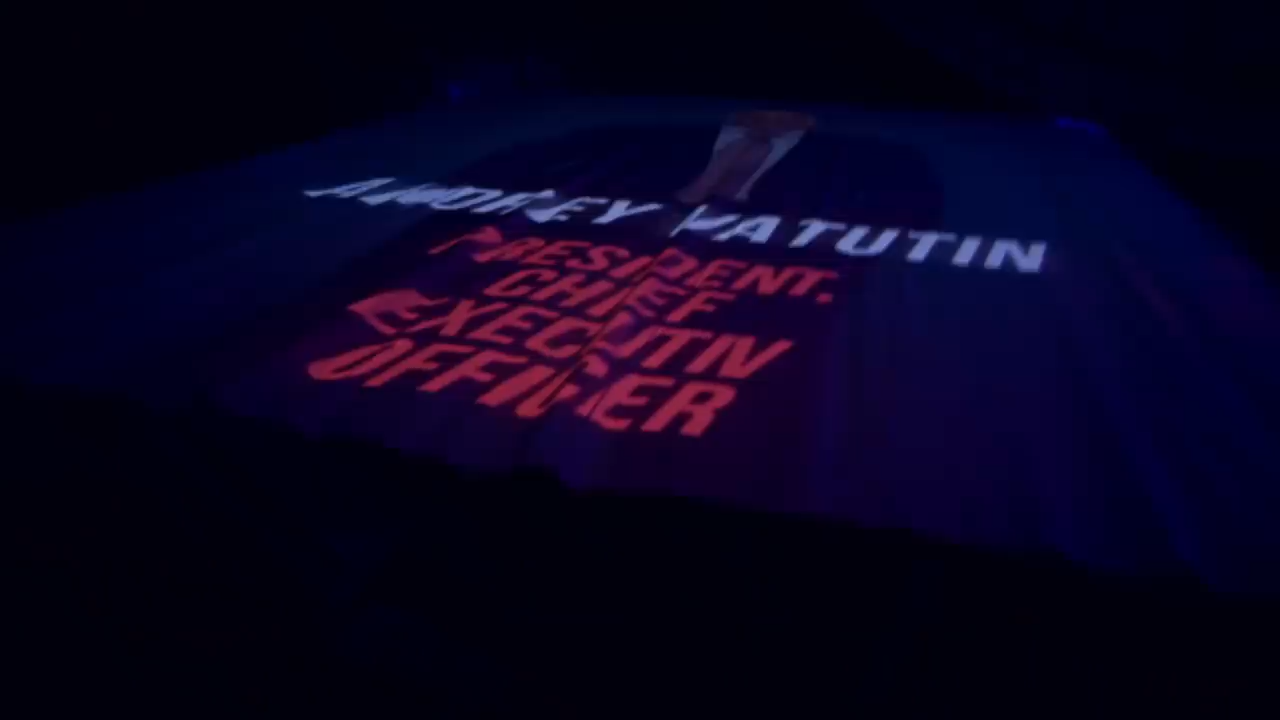 ANDREY VATUTIN
PRESIDENT.
CHIEF
EXECUTIV
OFFICER